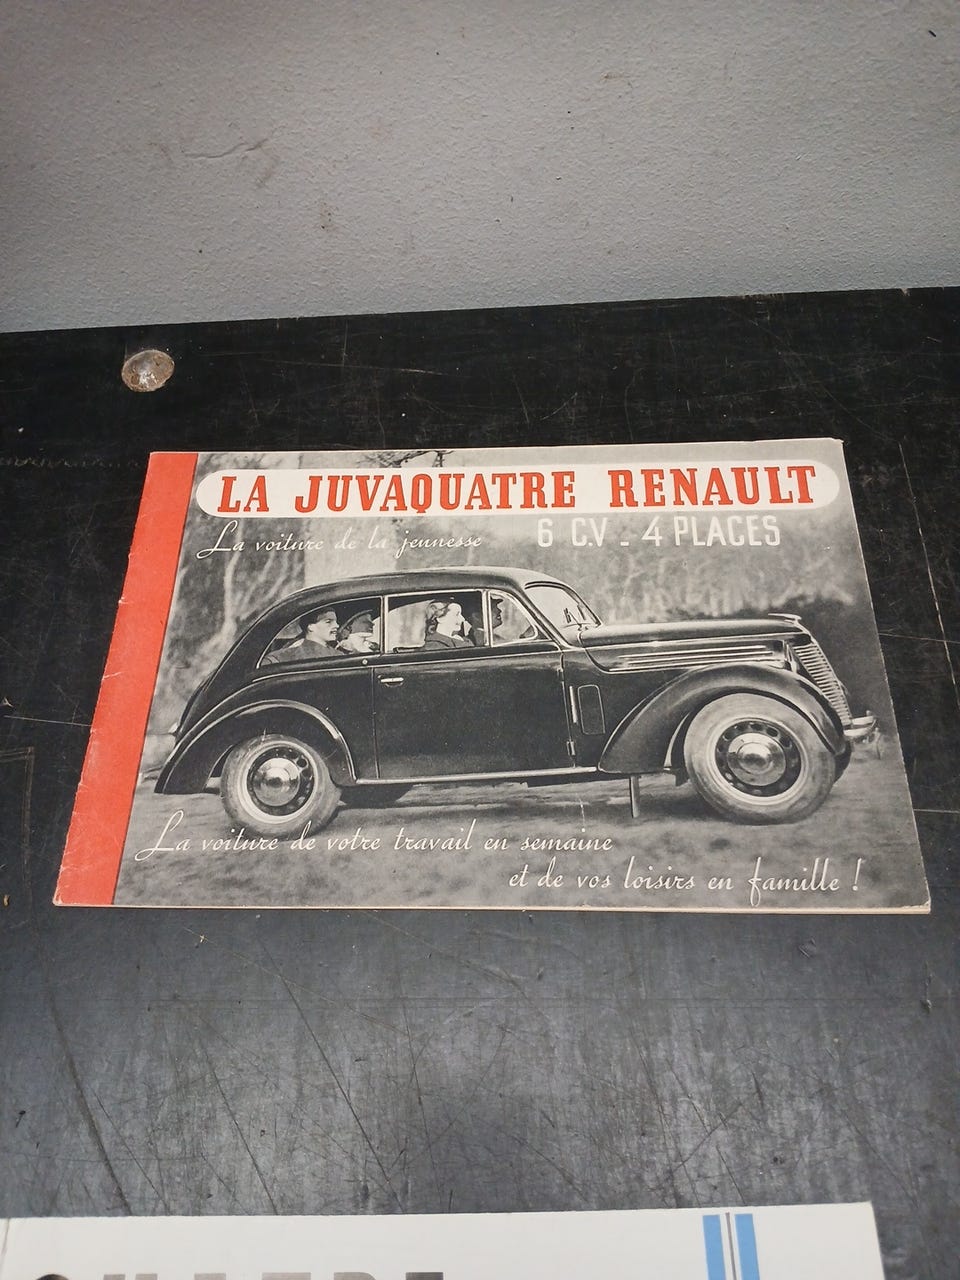 LA JUVAQUATRE RENAULT
La voiture de la jeunesse
6 C.V - 4 PLACES
La voiture de votre travail en semaine
et de vos loisirs en famille !